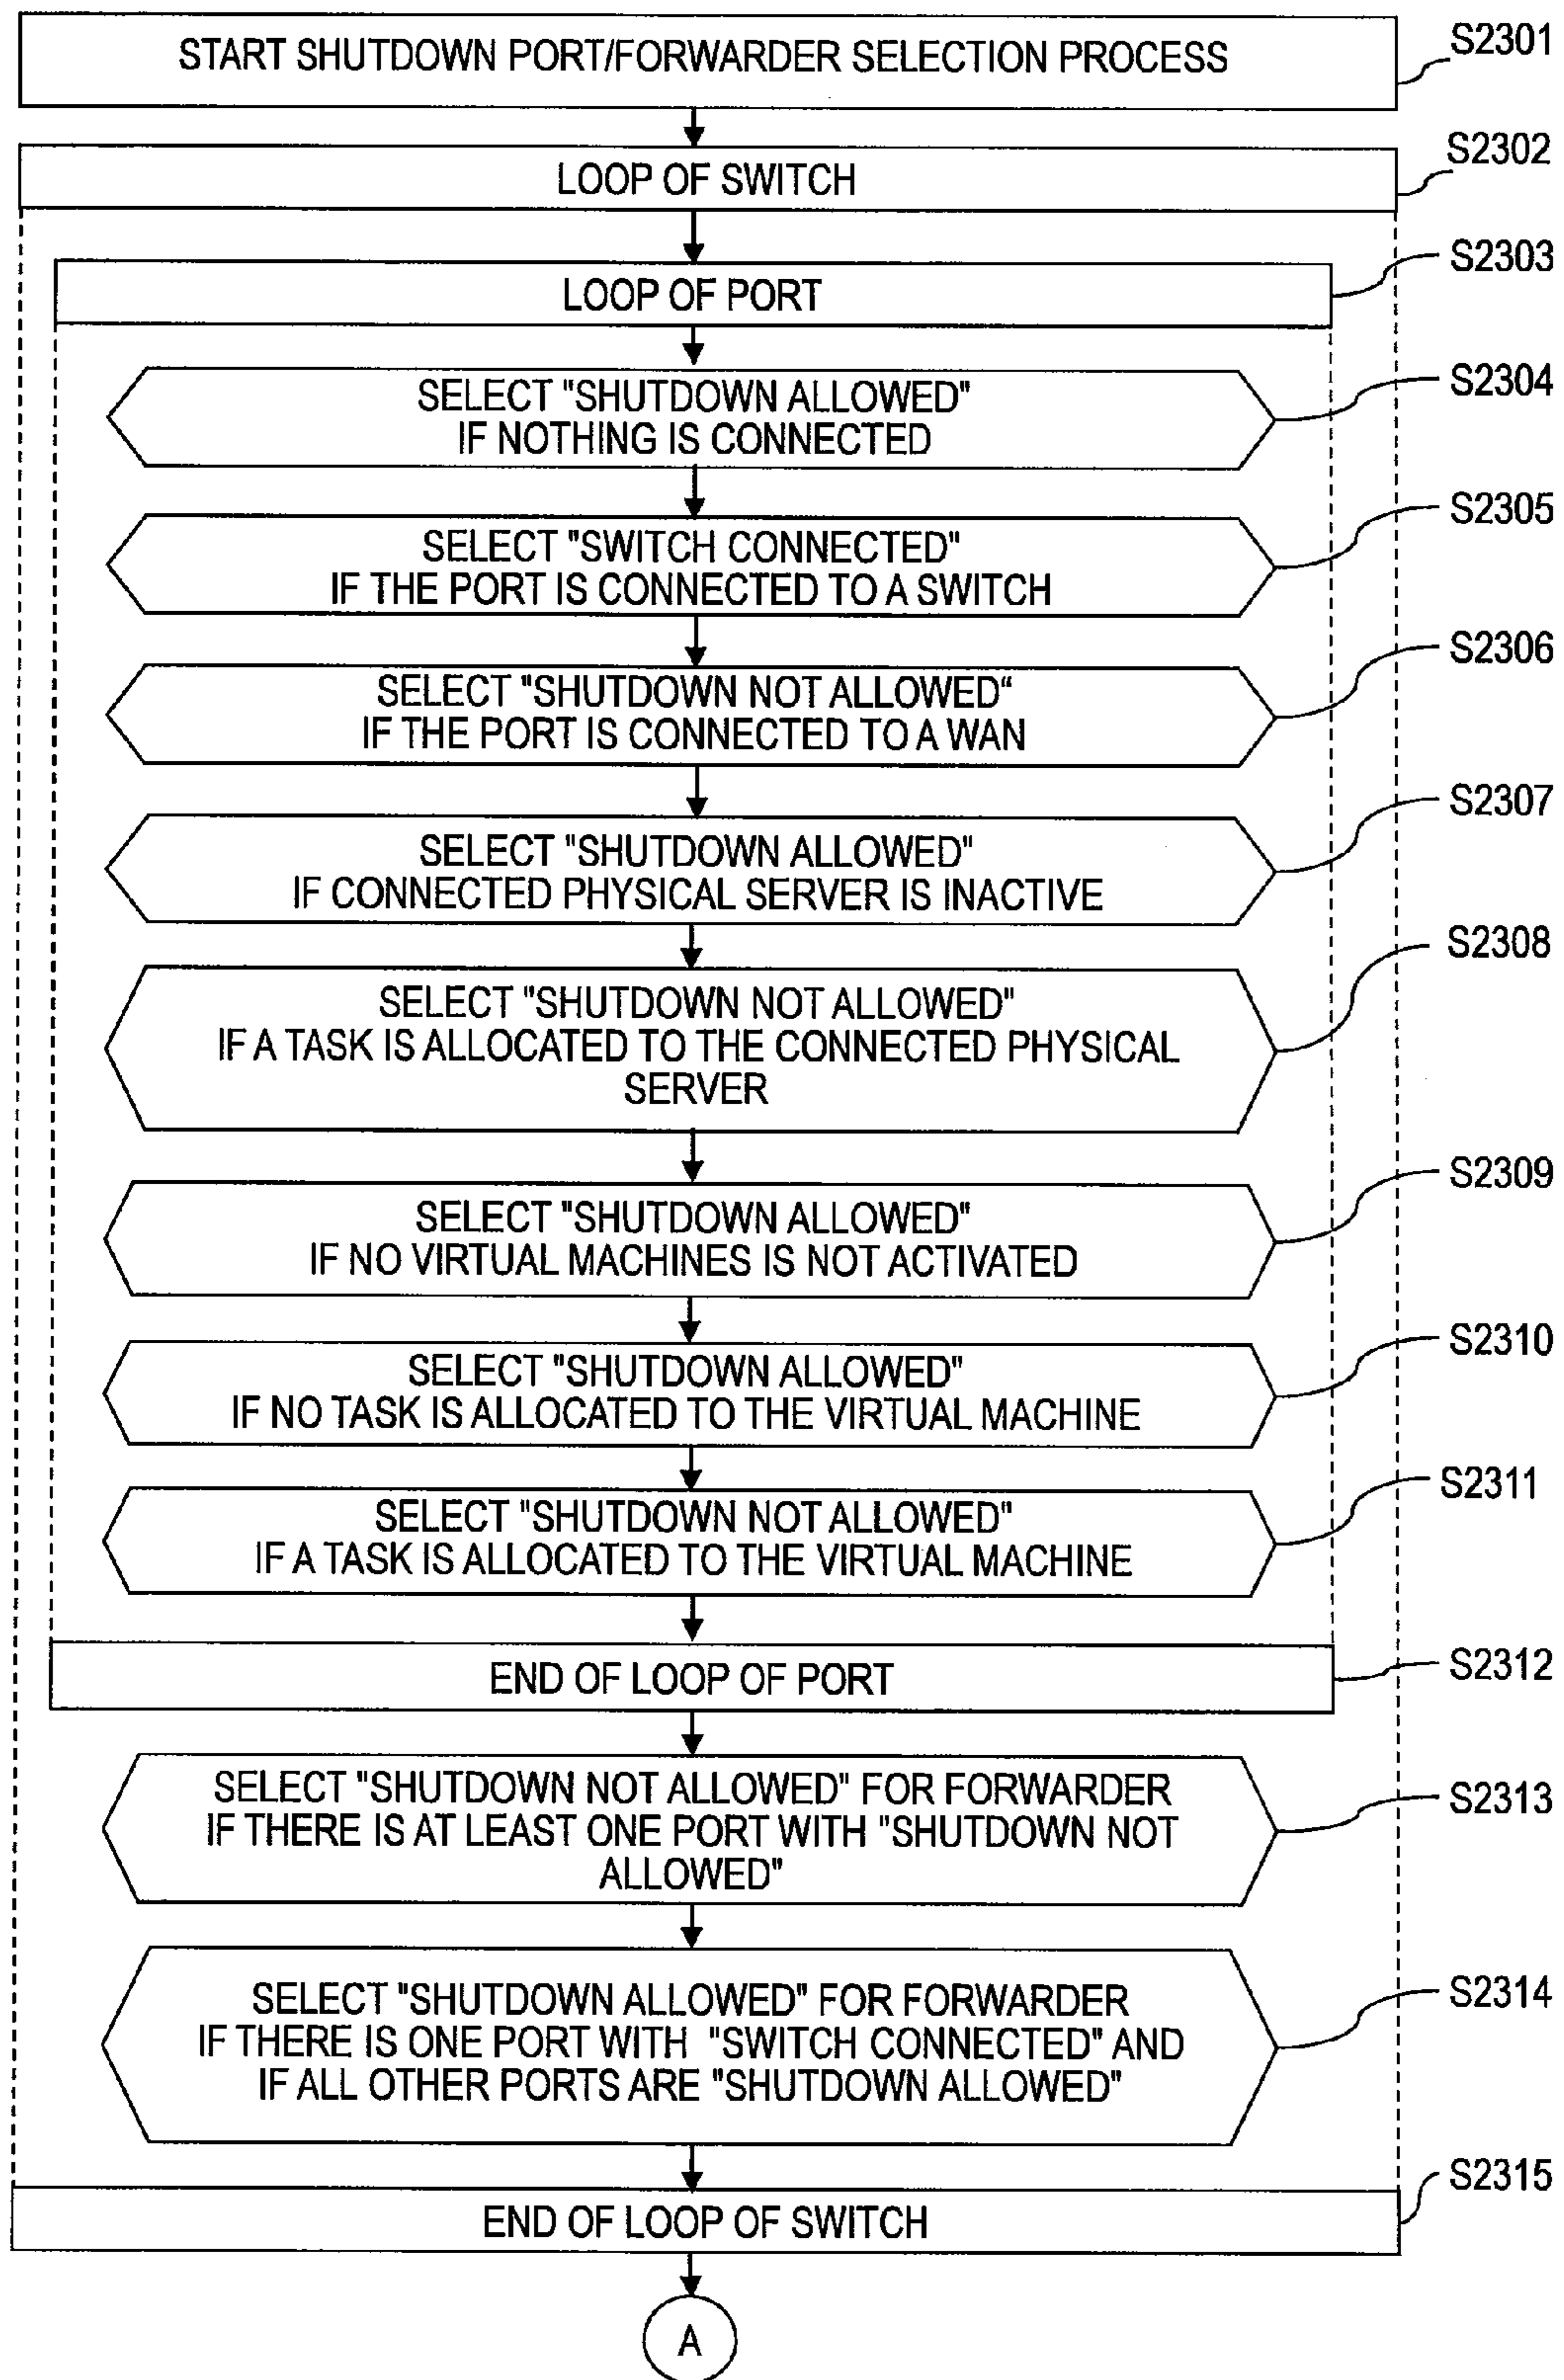 START SHUTDOWN PORT/FORWARDER SELECTION PROCESS
S2301
LOOP OF SWITCH
S2302
LOOP OF PORT
S2303
SELECT "SHUTDOWN ALLOWED"
IF NOTHING IS CONNECTED
S2304
SELECT "SWITCH CONNECTED"
IF THE PORT IS CONNECTED TO A SWITCH
S2305
SELECT "SHUTDOWN NOT ALLOWED“
IF THE PORT IS CONNECTED TO A WAN
S2306
SELECT "SHUTDOWN ALLOWED"
IF CONNECTED PHYSICAL SERVER IS INACTIVE
S2307
SELECT "SHUTDOWN NOT ALLOWED"
IF A TASK IS ALLOCATED TO THE CONNECTED PHYSICAL
SERVER
S2308
SELECT "SHUTDOWN ALLOWED"
IF NO VIRTUAL MACHINES IS NOT ACTIVATED
S2309
SELECT "SHUTDOWN ALLOWED"
IF NO TASK IS ALLOCATED TO THE VIRTUAL MACHINE
S2310
SELECT "SHUTDOWN NOT ALLOWED"
IF A TASK IS ALLOCATED TO THE VIRTUAL MACHINE
S2311
END OF LOOP OF PORT
S2312
SELECT "SHUTDOWN NOT ALLOWED" FOR FORWARDER
IF THERE IS AT LEAST ONE PORT WITH "SHUTDOWN NOT
ALLOWED"
S2313
SELECT "SHUTDOWN ALLOWED" FOR FORWARDER
IF THERE IS ONE PORT WITH "SWITCH CONNECTED" AND
IF ALL OTHER PORTS ARE "SHUTDOWN ALLOWED"
S2314
END OF LOOP OF SWITCH
S2315
A